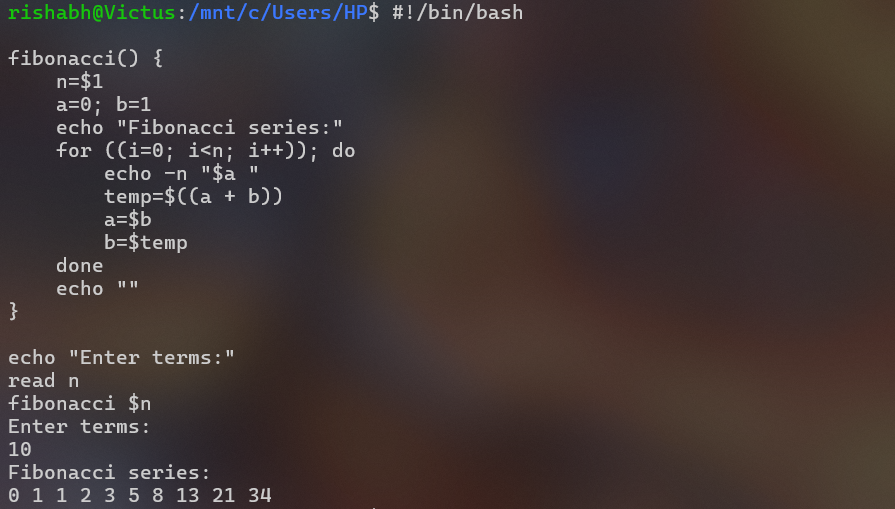 rishabh@Victus:/mnt/c/Users/HP$ #!/bin/bash

fibonacci() {
    n=$1
    a=0; b=1
    echo "Fibonacci series:"
    for ((i=0; i<n; i++)); do
        echo -n "$a "
        temp=$((a + b))
        a=$b
        b=$temp
    done
    echo ""
}

echo "Enter terms:"
read n
fibonacci $n
Enter terms:
10
Fibonacci series:
0 1 1 2 3 5 8 13 21 34